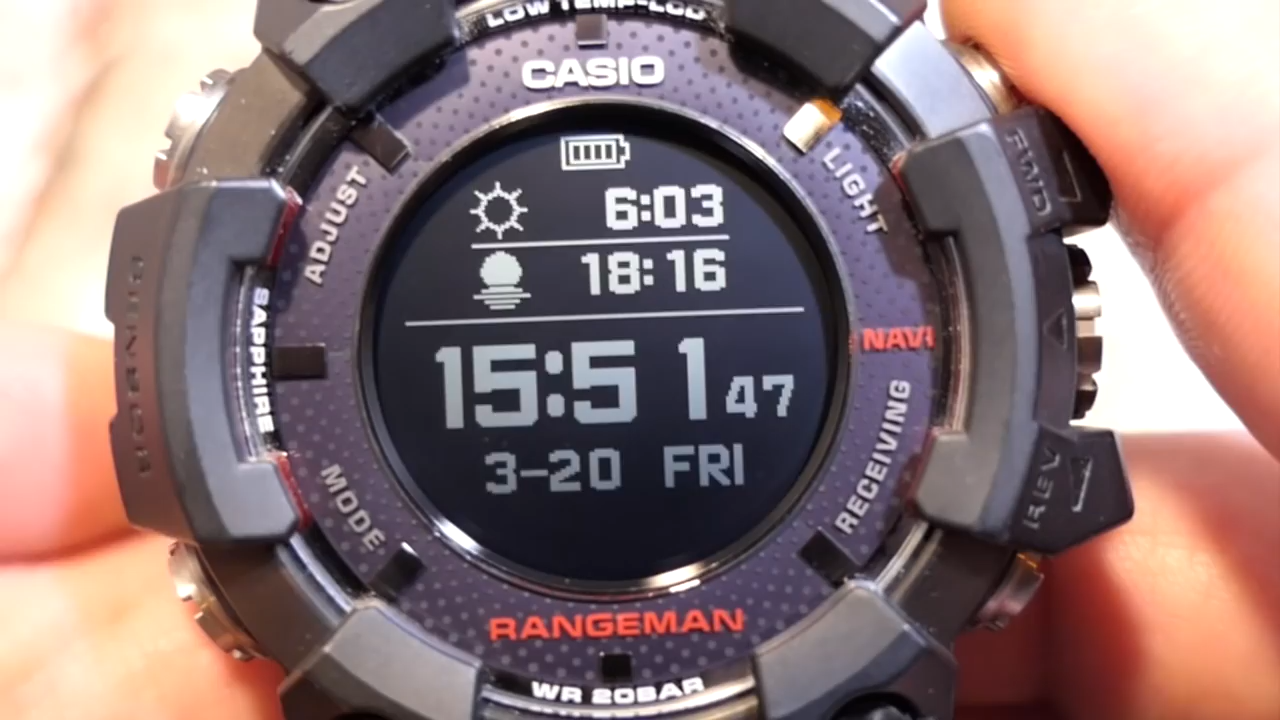 LOW TEMP-LCD
CASIO
ADJUST
LIGHT
FWD
6:03
18:16
SAPPHIRE
NAVI
15:51 47
3-20 FRI
MODE
RECEIVING
REV
RANGEMAN
WR 20BAR